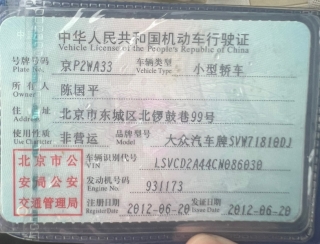 中华人民共和国机动车行驶证
Vehicle License of the People's Republic of China
号牌号码 京P2WA33 车辆类型 小型轿车
Plate No. Vehicle Type
所有人 陈国平
Owner
住址 北京市东城区北锣鼓巷99号
Address
使用性质 非营运 品牌型号 大众汽车牌SVW71810DJ
Use Character Model
北京市公安局公安交通管理局
车辆识别代号 LSVCD2A44CN086030
VIN
发动机号码 931173
Engine No.
注册日期 2012-06-20 发证日期 2012-06-20
Register Date Issue Date